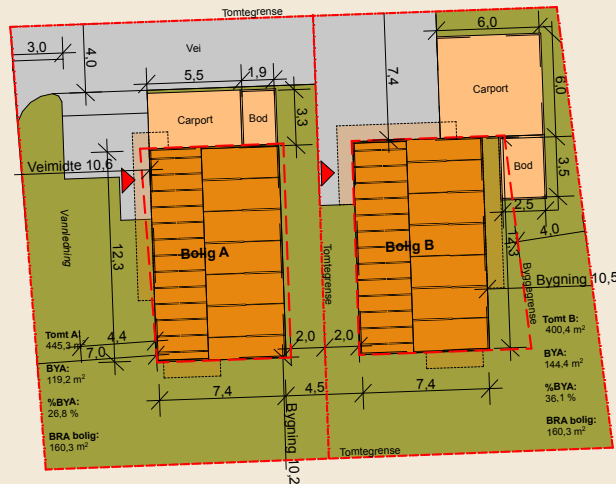 Tomtegrense
3,0
4,0
Vei
5,5
1,9
Carport
Bod
3,3
7,4
6,0
Carport
6,0
Bod
3,5
2,5
4,0
Veimidte 10,6
Vannledning
12,3
Bolig A
Tomtegrense
Bolig B
12,3
Byggegrense
Bygning 10,5
Tomt A:
445,3 m²
BYA:
119,2 m²
%BYA:
26,8 %
BRA bolig:
160,3 m²
4,4
7,0
2,0
2,0
7,4
4,5
7,4
Bygning 10,2
Tomt B:
400,4 m²
BYA:
144,4 m²
%BYA:
36,1 %
BRA bolig:
160,3 m²
Tomtegrense